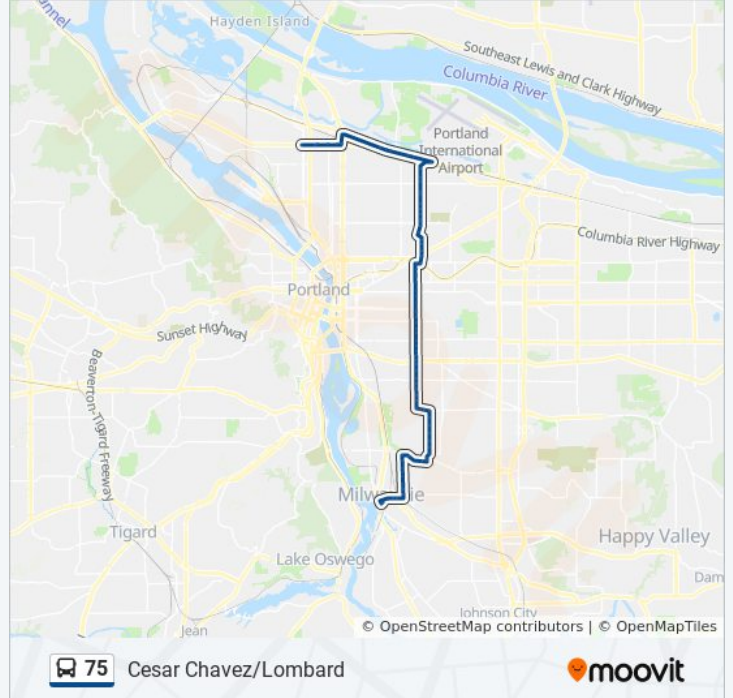 unnel
Hayden Island
Southeast Lewis and Clark Highway
Columbia River
Portland
International
Airport
Columbia River Highway
Portland
Sunset Highway
Beaverton-Tigard Freeway
Milwaukie
Tigard
Happy Valley
Lake Oswego
Dam
Johnson City
Jean
© OpenStreetMap contributors | © OpenMapTiles
75 Cesar Chavez/Lombard
moovit